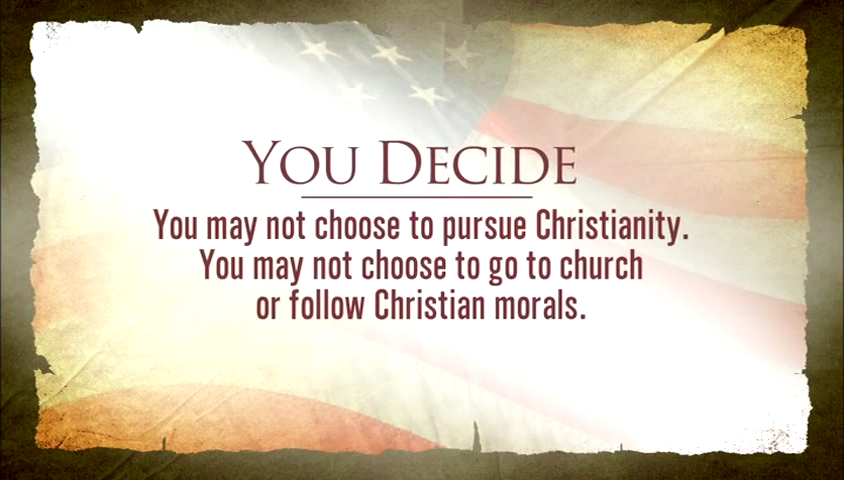 You Decide
You may not choose to pursue Christianity.
You may not choose to go to church
or follow Christian morals.